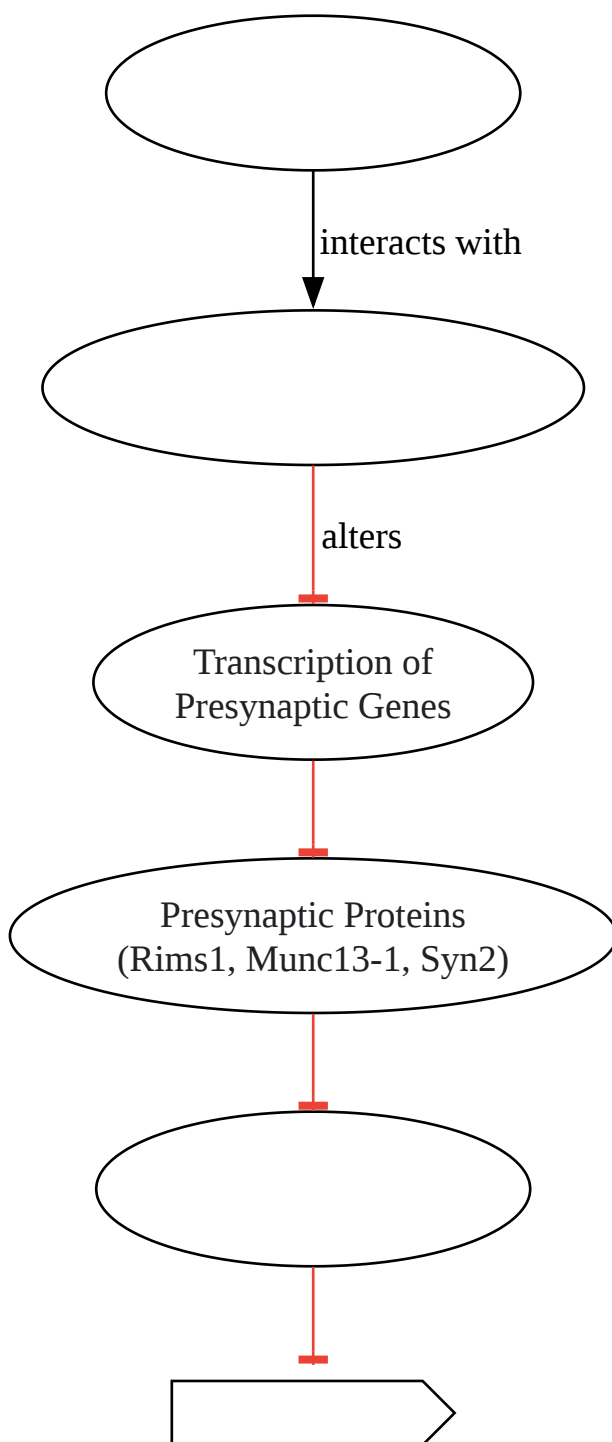 interacts with
alters
Transcription of
Presynaptic Genes
Presynaptic Proteins
(Rims1, Munc13-1, Syn2)